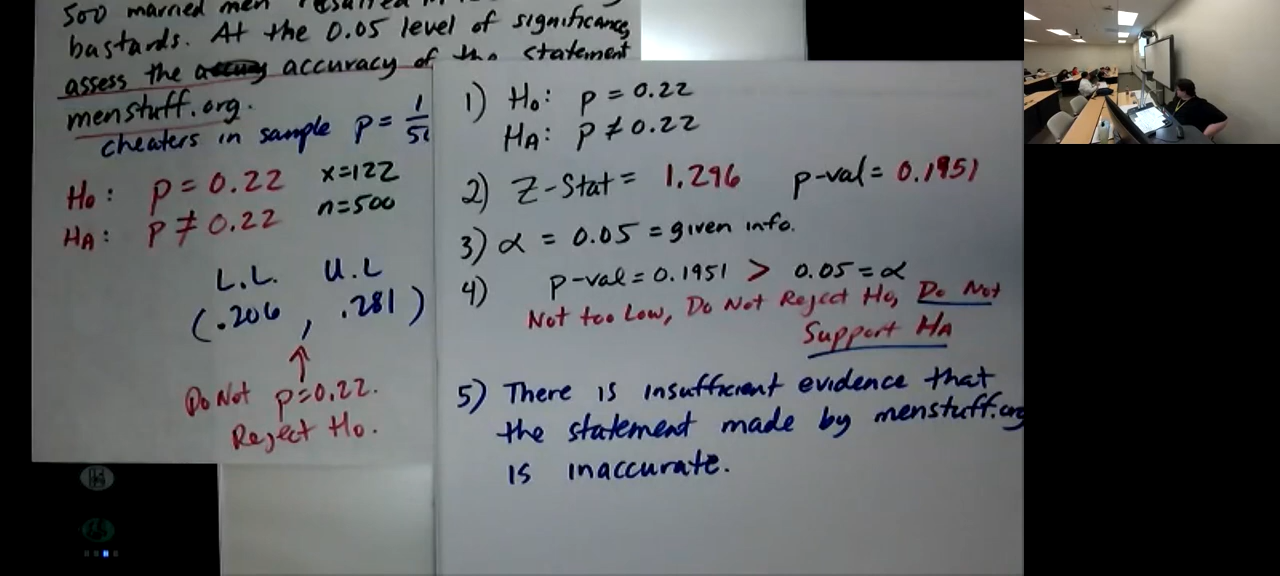 500 married men resulted in
bastards. At the 0.05 level of significance,
assess the accuracy of the statement
menstuff.org.
cheaters in sample p = 1
H₀: p = 0.22 x=122
Hₐ: p ≠ 0.22 n=500
L.L. U.L
(.206 , .281)
↑
Do Not p=0.22.
Reject H₀.
1) H₀: p = 0.22
Hₐ: p ≠ 0.22
2) Z-Stat = 1.296 p-val = 0.1951
3) α = 0.05 = given info.
4) p-val = 0.1951 > 0.05 = α
Not too Low, Do Not Reject H₀, Do Not
Support Hₐ
5) There is insufficient evidence that
the statement made by menstuff.org
is inaccurate.